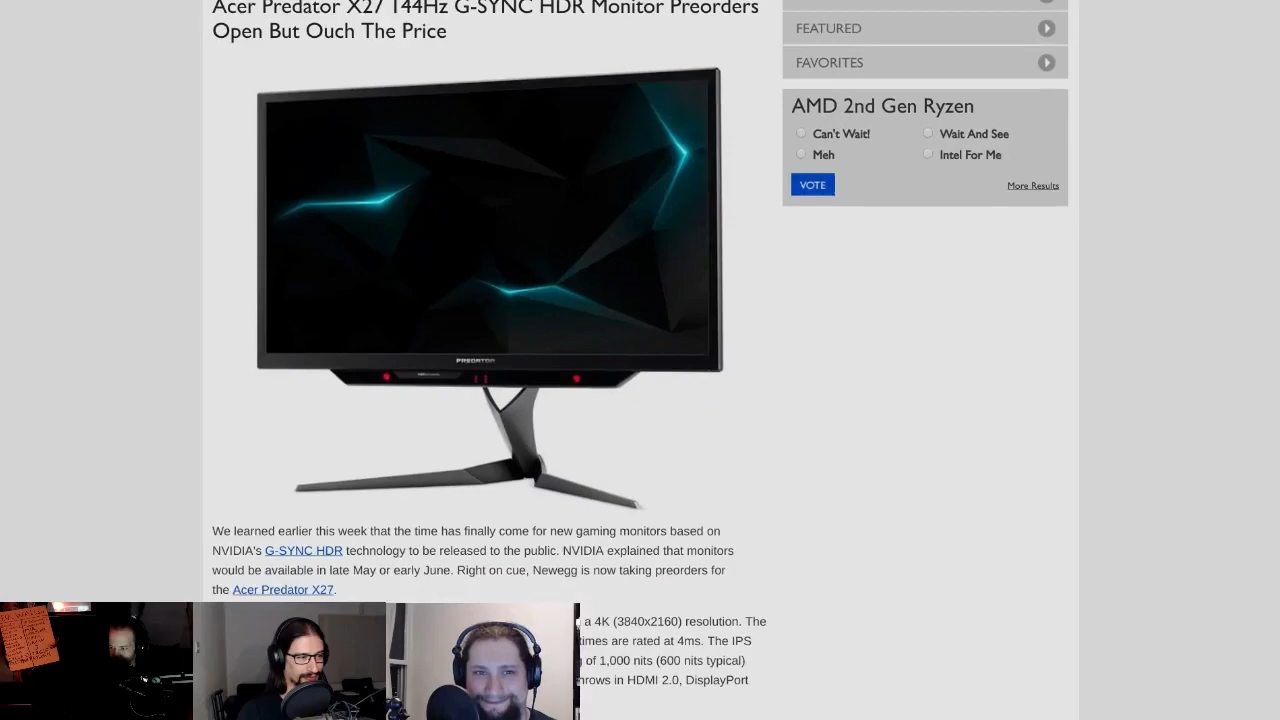 Acer Predator X27 144Hz G-SYNC HDR Monitor Preorders
Open But Ouch The Price
PREDATOR
We learned earlier this week that the time has finally come for new gaming monitors based on
NVIDIA's G-SYNC HDR technology to be released to the public. NVIDIA explained that monitors
would be available in late May or early June. Right on cue, Newegg is now taking preorders for
the Acer Predator X27.
a 4K (3840x2160) resolution. The
times are rated at 4ms. The IPS
of 1,000 nits (600 nits typical)
hrows in HDMI 2.0, DisplayPort
FEATURED
FAVORITES
AMD 2nd Gen Ryzen
Can't Wait!
Wait And See
Meh
Intel For Me
VOTE
More Results